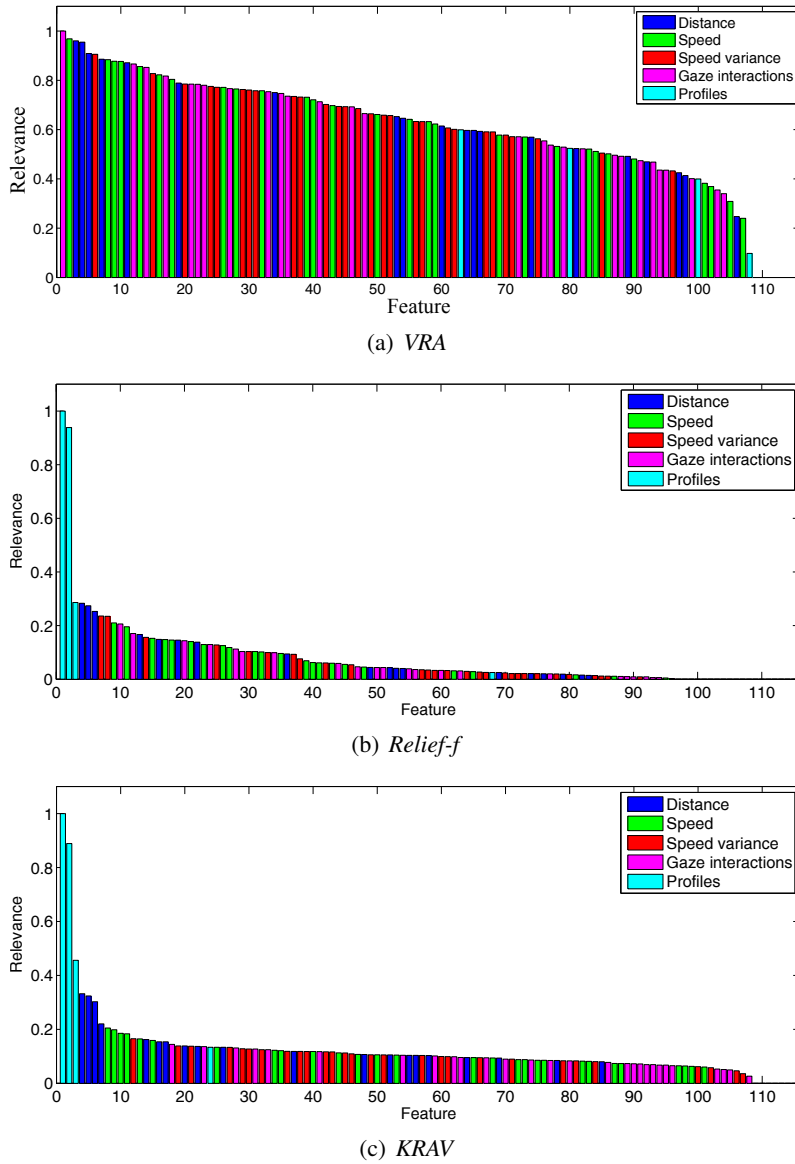 1
0.8
0.6
0.4
0.2
0
Relevance
0 10 20 30 40 50 60 70 80 90 100 110
Feature
Distance
Speed
Speed variance
Gaze interactions
Profiles
(a) VRA
1
0.8
0.6
0.4
0.2
0
Relevance
0 10 20 30 40 50 60 70 80 90 100 110
Feature
Distance
Speed
Speed variance
Gaze interactions
Profiles
(b) Relief-f
1
0.8
0.6
0.4
0.2
0
Relevance
0 10 20 30 40 50 60 70 80 90 100 110
Feature
Distance
Speed
Speed variance
Gaze interactions
Profiles
(c) KRAV